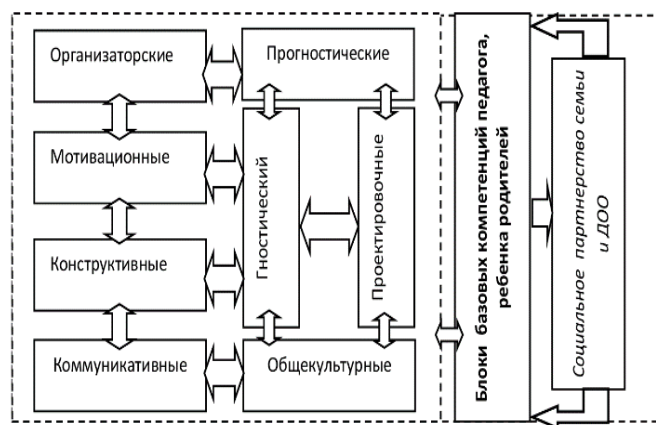 Организаторские
Прогностические
Мотивационные
Гностический
Проектировочные
Конструктивные
Коммуникативные
Общекультурные
Блоки базовых компетенций педагога,
ребенка родителей
Социальное партнерство семьи
и ДОО